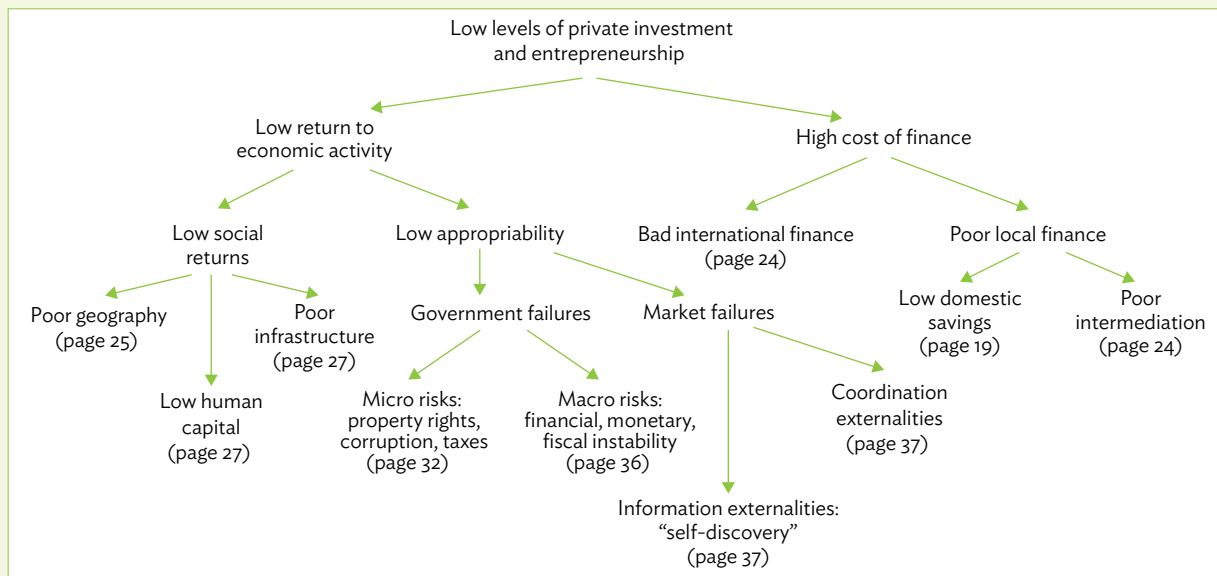 Low levels of private investment
and entrepreneurship
Low return to
economic activity
High cost of finance
Low social
returns
Low appropriability
Bad international finance
(page 24)
Poor local finance
Poor geography
(page 25)
Poor
infrastructure
(page 27)
Government failures
Market failures
Low domestic
savings
(page 19)
Poor
intermediation
(page 24)
Low human
capital
(page 27)
Micro risks:
property rights,
corruption, taxes
(page 32)
Macro risks:
financial, monetary,
fiscal instability
(page 36)
Coordination
externalities
(page 37)
Information externalities:
“self-discovery”
(page 37)